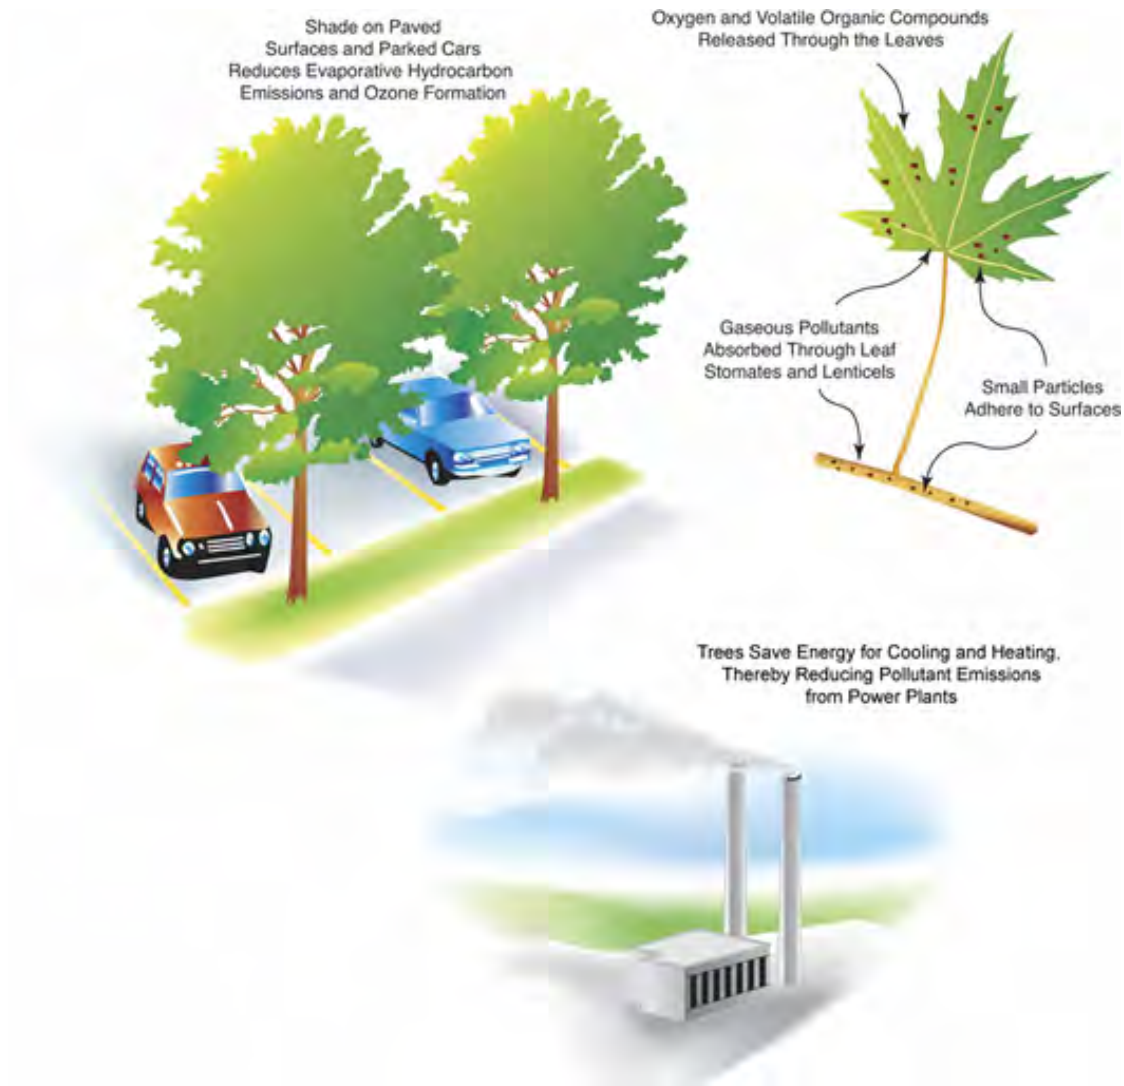 Shade on Paved
Surfaces and Parked Cars
Reduces Evaporative Hydrocarbon
Emissions and Ozone Formation
Oxygen and Volatile Organic Compounds
Released Through the Leaves
Gaseous Pollutants
Absorbed Through Leaf
Stomates and Lenticels
Small Particles
Adhere to Surfaces
Trees Save Energy for Cooling and Heating,
Thereby Reducing Pollutant Emissions
from Power Plants